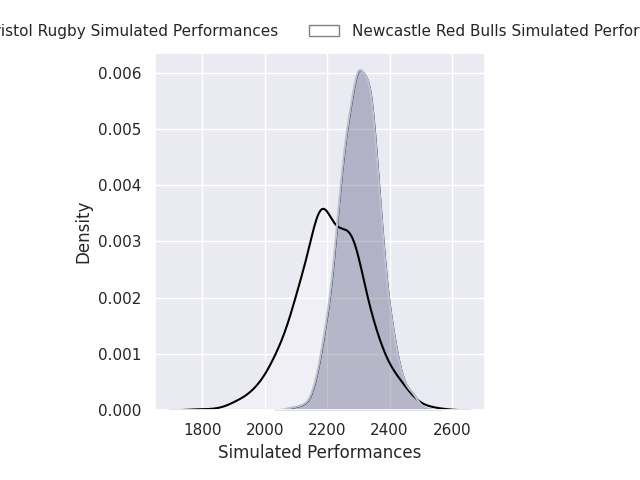 ristol Rugby Simulated Performances Newcastle Red Bulls Simulated Perfor
0.006
0.005
0.004
0.003
0.002
0.001
0.000
Density
1800 2000 2200 2400 2600
Simulated Performances